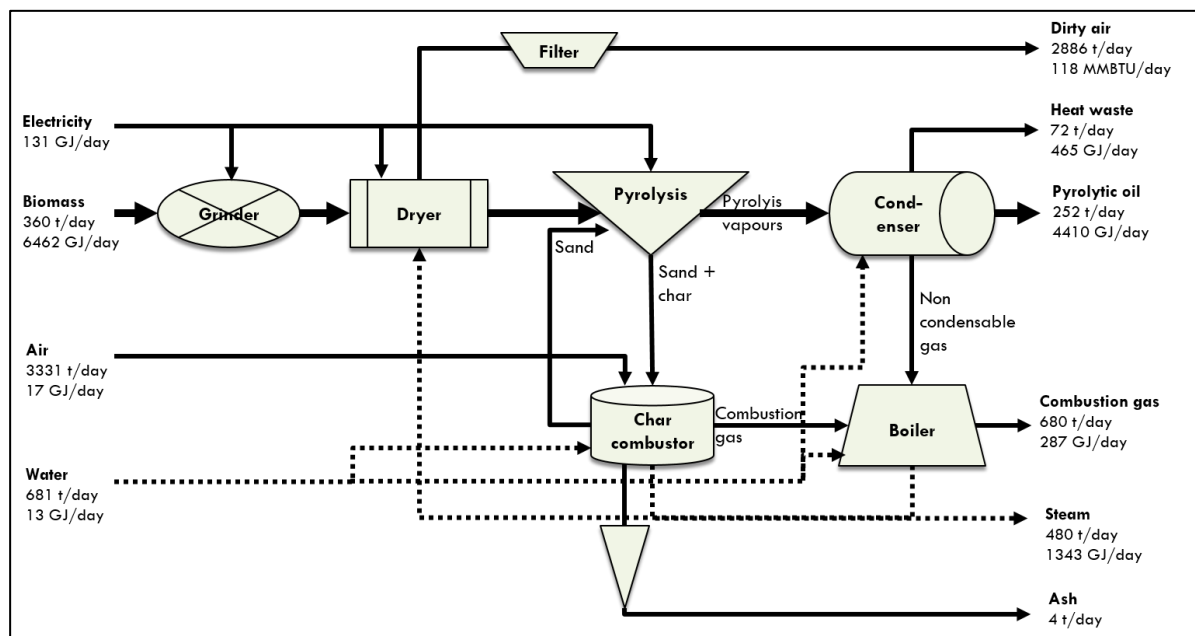 Dirty air
2886 t/day
118 MMBTU/day
Filter
Electricity
131 GJ/day
Heat waste
72 t/day
465 GJ/day
Biomass
360 t/day
6462 GJ/day
Grinder
Dryer
Pyrolysis
Pyrolyis
vapours
Cond-
enser
Pyrolytic oil
252 t/day
4410 GJ/day
Sand
Sand +
char
Non
condensable
gas
Air
3331 t/day
17 GJ/day
Char
combustor
Combustion
gas
Boiler
Combustion gas
680 t/day
287 GJ/day
Water
681 t/day
13 GJ/day
Steam
480 t/day
1343 GJ/day
Ash
4 t/day